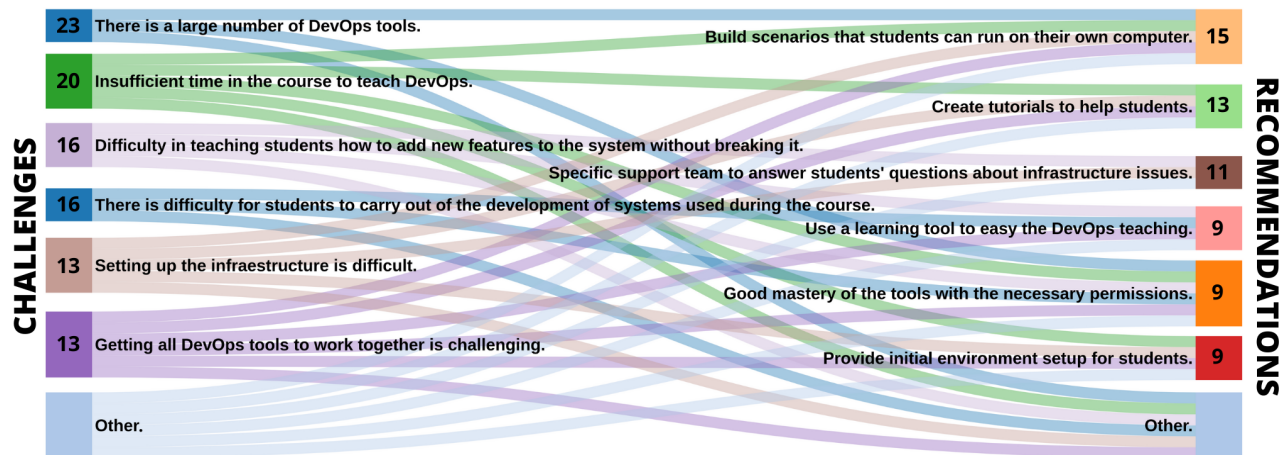 CHALLENGES
23 There is a large number of DevOps tools.
20 Insufficient time in the course to teach DevOps.
16 Difficulty in teaching students how to add new features to the system without breaking it.
16 There is difficulty for students to carry out of the development of systems used during the course.
13 Setting up the infraestructure is difficult.
13 Getting all DevOps tools to work together is challenging.
Other.
Build scenarios that students can run on their own computer. 15
Create tutorials to help students. 13
Specific support team to answer students' questions about infrastructure issues. 11
Use a learning tool to easy the DevOps teaching. 9
Good mastery of the tools with the necessary permissions. 9
Provide initial environment setup for students. 9
Other.
RECOMMENDATIONS